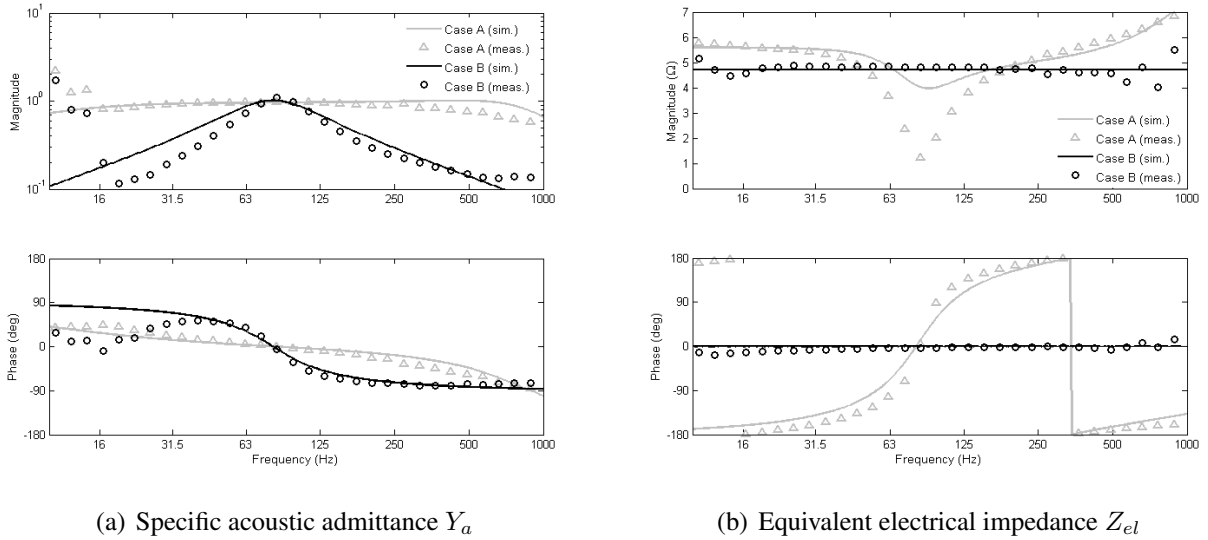 10^1
10^0
10^-1
Magnitude
Case A (sim.)
Case A (meas.)
Case B (sim.)
Case B (meas.)
16 31.5 63 125 250 500 1000
180
90
0
-90
-180
Phase (deg)
16 31.5 63 125 250 500 1000
Frequency (Hz)
(a) Specific acoustic admittance Y_a
7
6
5
4
3
2
1
0
Magnitude (Ω)
Case A (sim.)
Case A (meas.)
Case B (sim.)
Case B (meas.)
16 31.5 63 125 250 500 1000
180
90
0
-90
-180
Phase (deg)
16 31.5 63 125 250 500 1000
Frequency (Hz)
(b) Equivalent electrical impedance Z_el